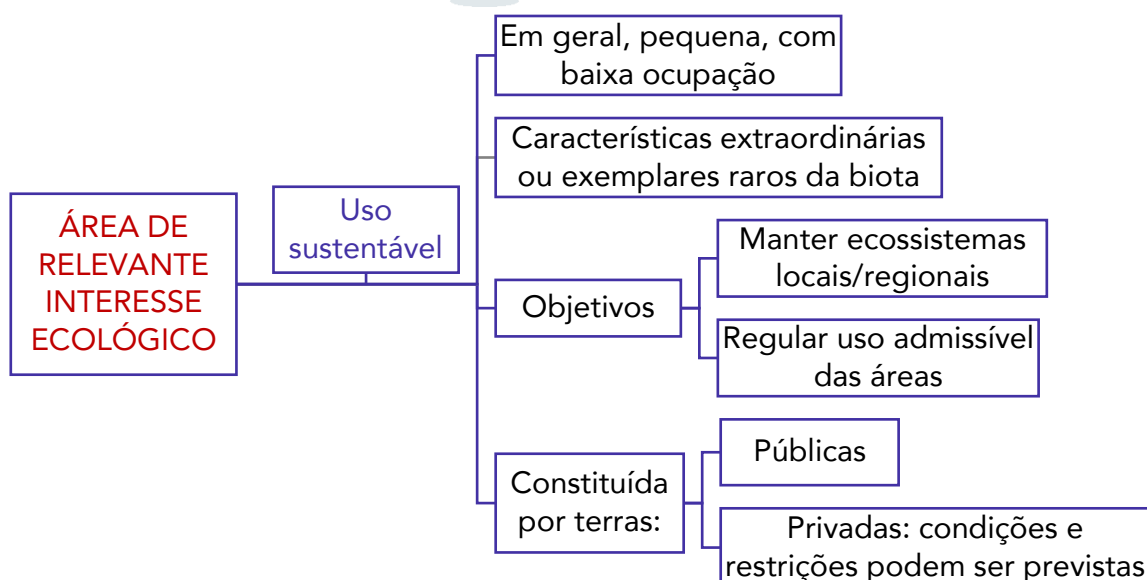 ÁREA DE
RELEVANTE
INTERESSE
ECOLÓGICO
Uso
sustentável
Em geral, pequena, com
baixa ocupação
Características extraordinárias
ou exemplares raros da biota
Objetivos
Manter ecossistemas
locais/regionais
Regular uso admissível
das áreas
Constituída
por terras:
Públicas
Privadas: condições e
restrições podem ser previstas